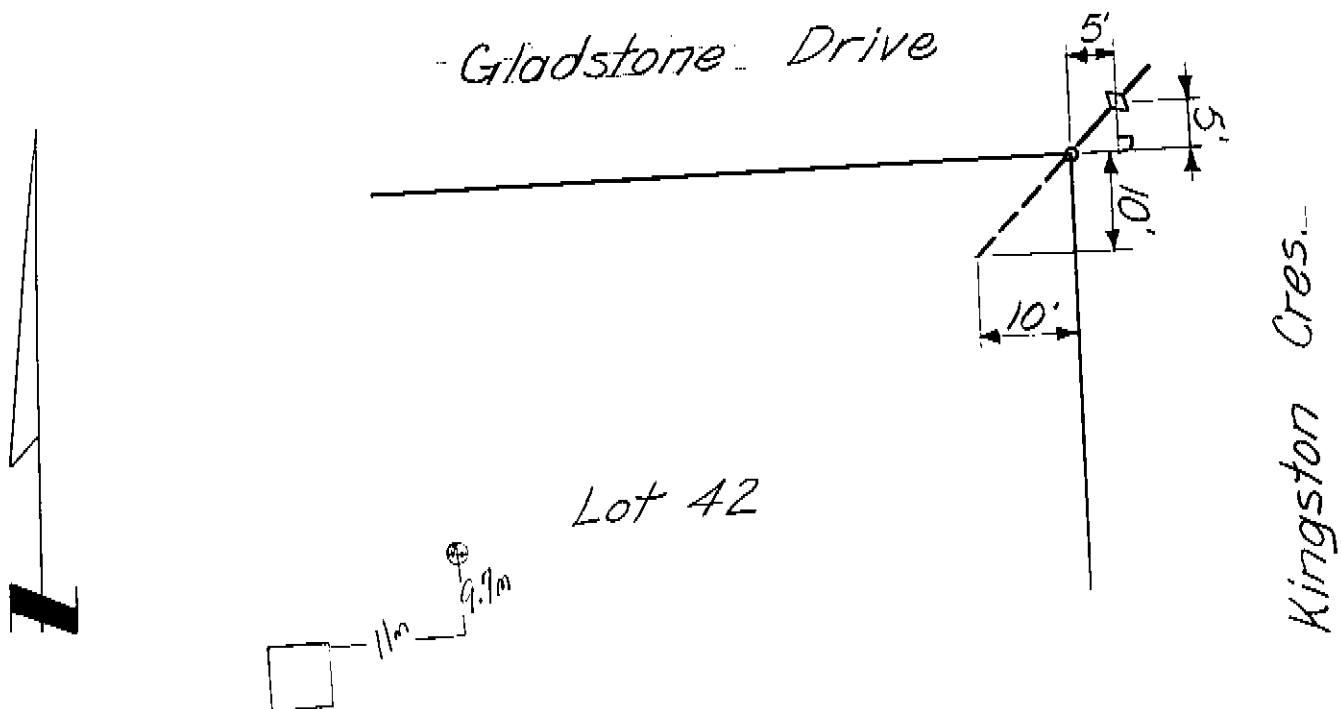 Gladstone Drive
5'
5'
10'
10'
Kingston Cres.
Lot 42
9.7m
11m